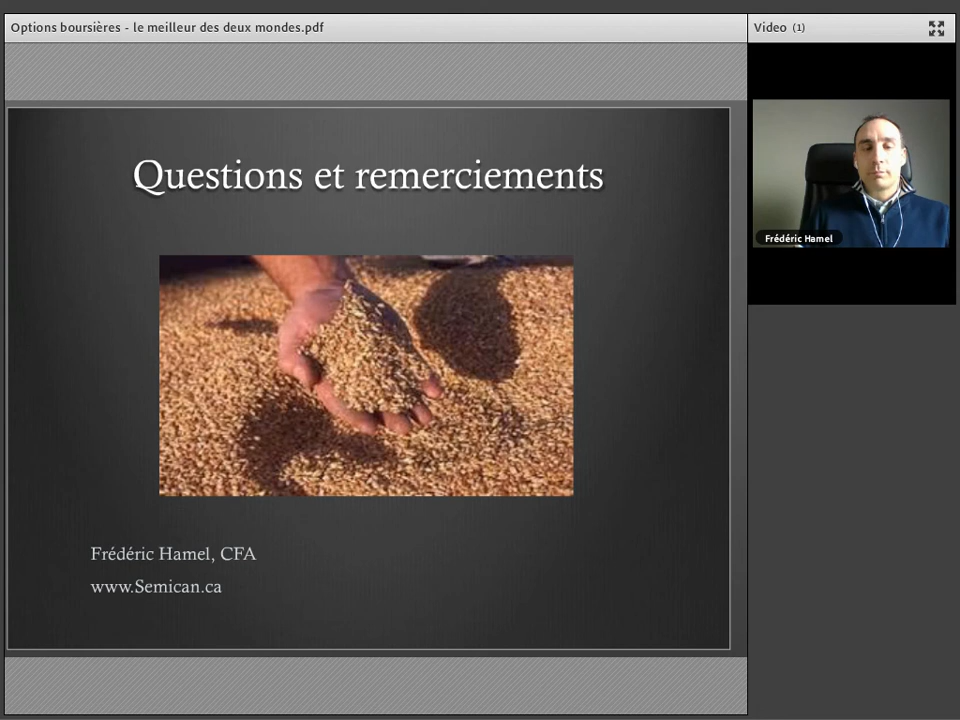 Options boursières - le meilleur des deux mondes.pdf
Video (1)
Questions et remerciements
Frédéric Hamel
Frédéric Hamel, CFA
www.Semican.ca